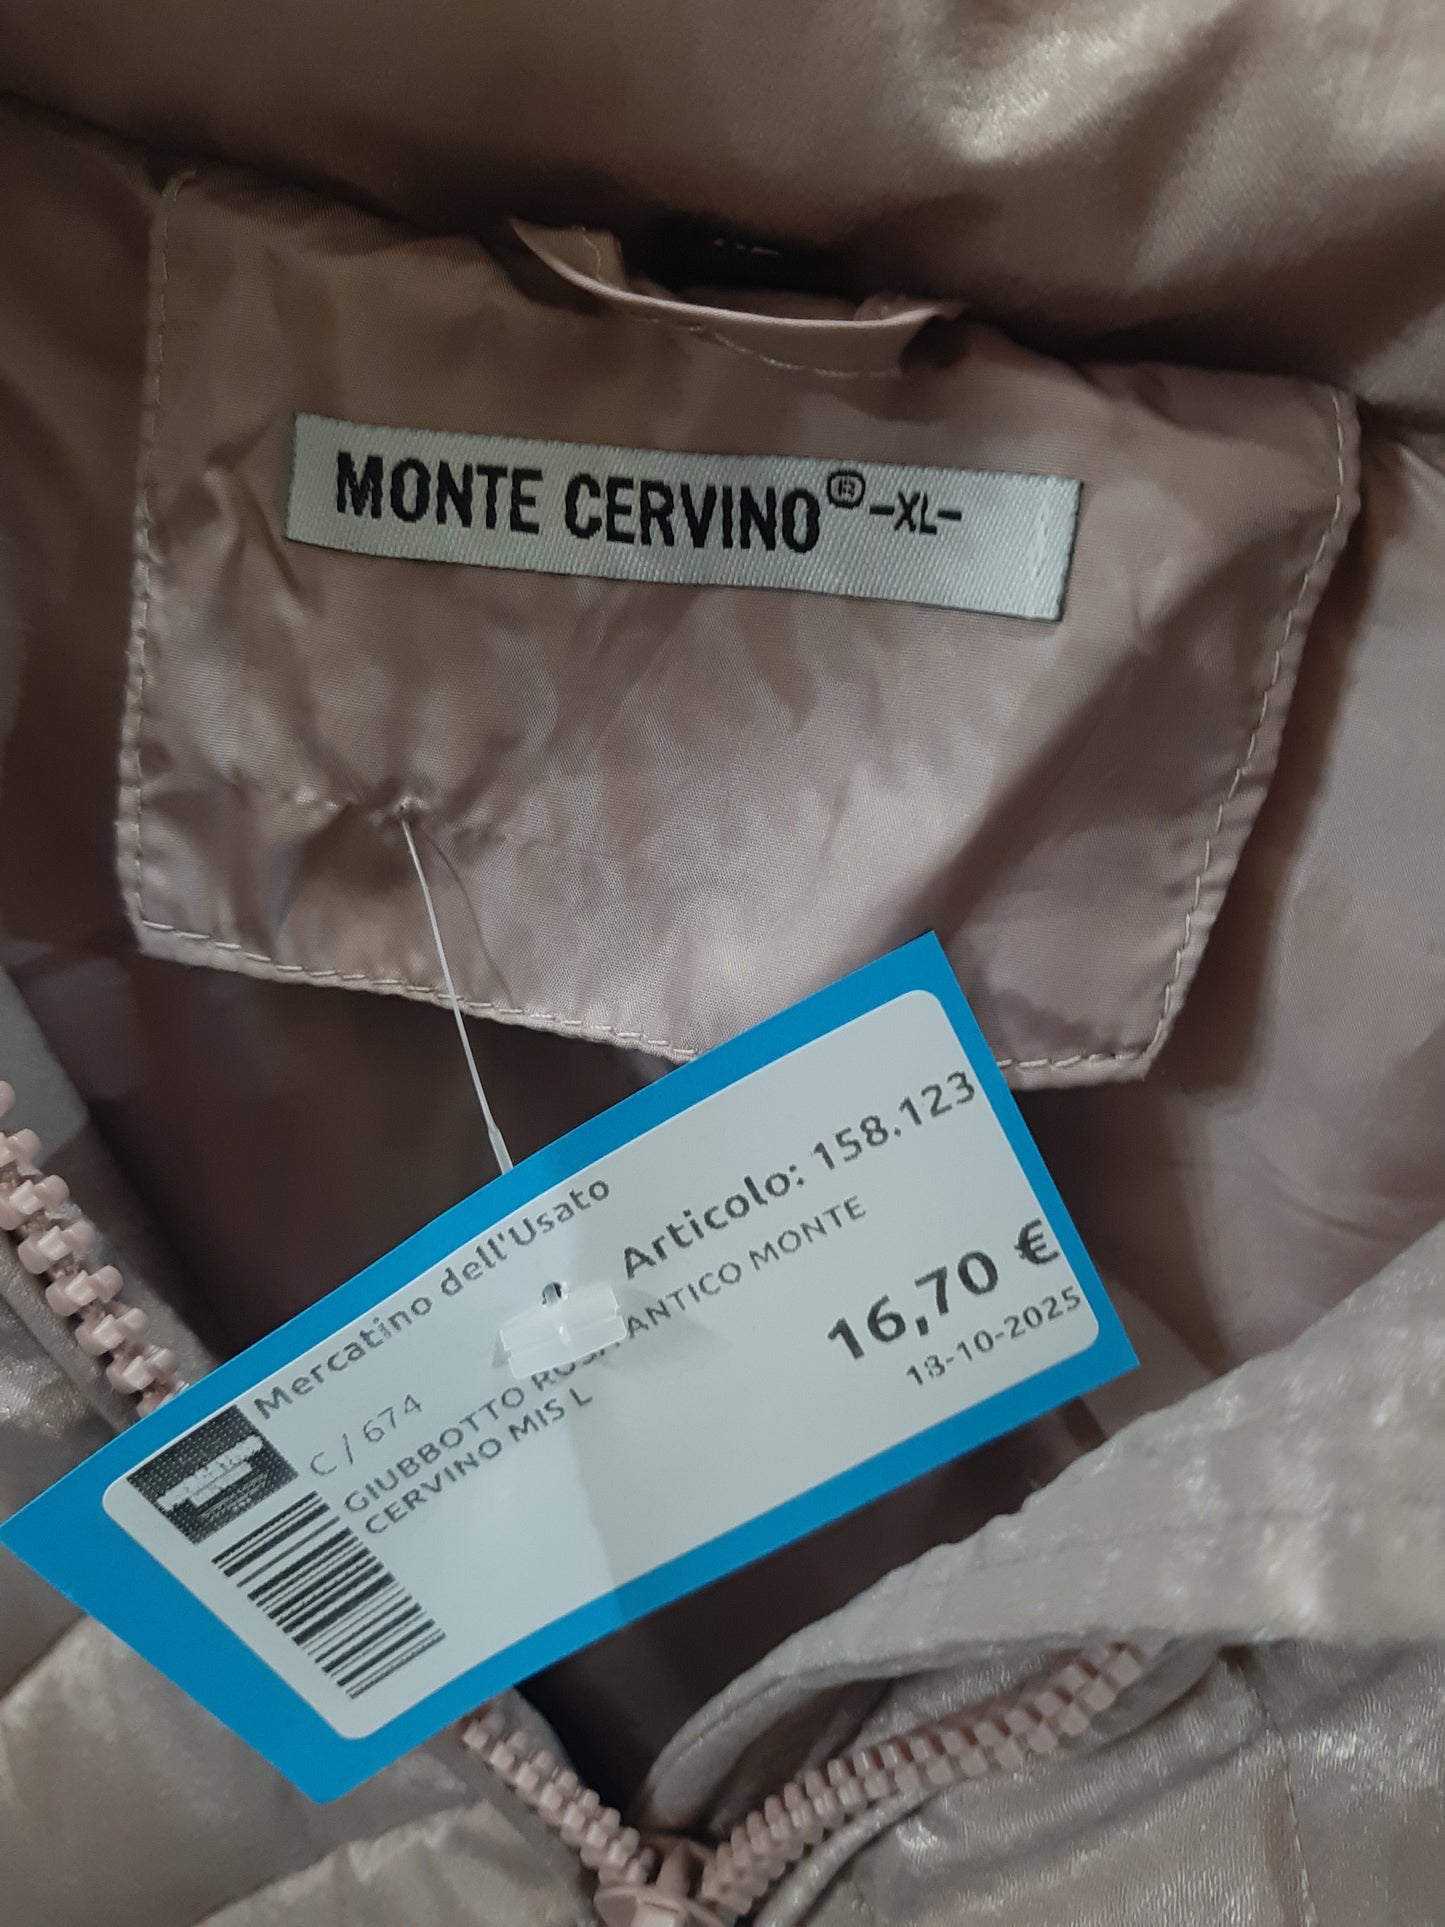 MONTE CERVINO® -XL-
Mercatino dell'Usato
Articolo: 158.123
C / 674
GIUBBOTTO ROSA ANTICO MONTE
CERVINO MIS L
16,70 €
18-10-2025